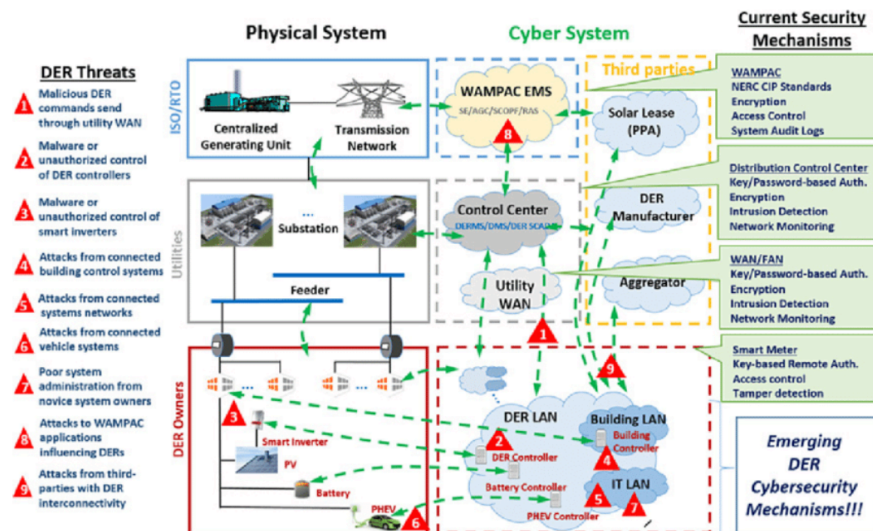 Physical System
Cyber System
Current Security
Mechanisms
DER Threats
1
Malicious DER
commands send
through utility WAN
2
Malware or
unauthorized control
of DER controllers
3
Malware or
unauthorized control of
smart inverters
4
Attacks from connected
building control systems
5
Attacks from connected
systems networks
6
Attacks from connected
vehicle systems
7
Poor system
administration from
novice system owners
8
Attacks to WAMPAC
applications
influencing DERs
9
Attacks from third-
parties with DER
interconnectivity
ISO/RTO
Centralized
Generating Unit
Transmission
Network
WAMPAC EMS
SE/AGC/SCOPF/RAS
8
Third parties
Solar Lease
(PPA)
DER
Manufacturer
Aggregator
Utilities
...
Substation
Feeder
Control Center
DERMS/DMS/DER SCADA
Utility
WAN
1
9
DER Owners
... ...
... ...
3
Smart Inverter
PV
Battery
PHEV
6
DER LAN
2
DER Controller
Battery Controller
PHEV Controller
Building LAN
Building
Controller
4
IT LAN
5
7
WAMPAC
NERC CIP Standards
Encryption
Access Control
System Audit Logs
Distribution Control Center
Key/Password-based Auth.
Encryption
Intrusion Detection
Network Monitoring
WAN/FAN
Key/Password-based Auth.
Encryption
Intrusion Detection
Network Monitoring
Smart Meter
Key-based Remote Auth.
Access control
Tamper detection
Emerging
DER
Cybersecurity
Mechanisms!!!